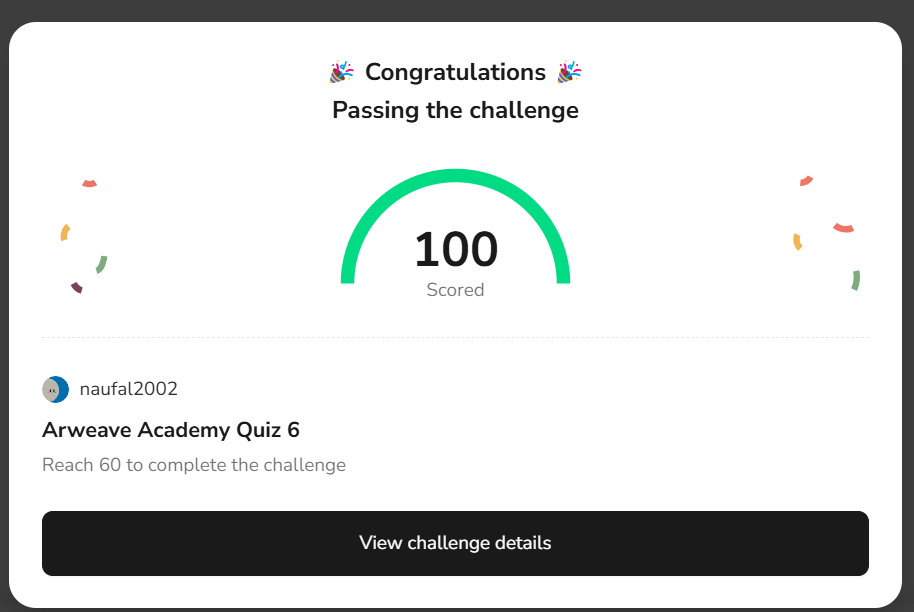 🎉 Congratulations 🎉
Passing the challenge
100
Scored
naufal2002
Arweave Academy Quiz 6
Reach 60 to complete the challenge
View challenge details